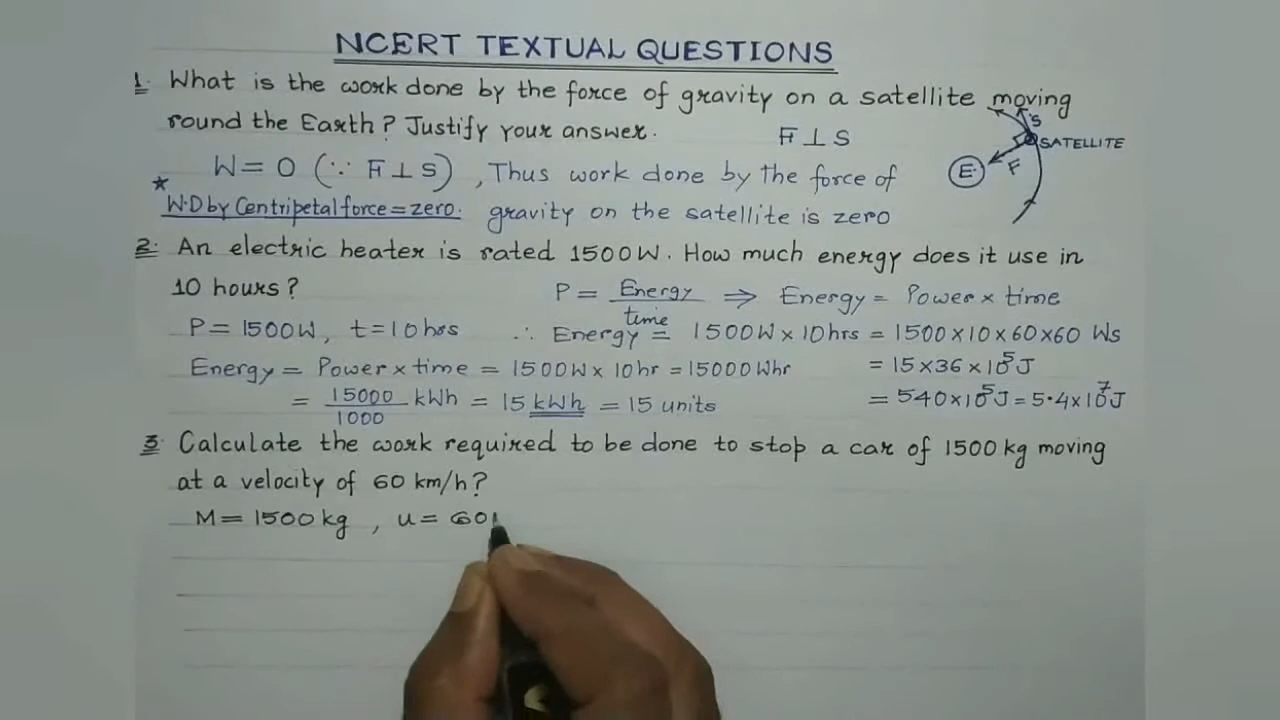 NCERT TEXTUAL QUESTIONS
1. What is the work done by the force of gravity on a satellite moving
round the Earth? Justify your answer. F ⊥ S
S
SATELLITE
E
F
W = 0 (∵ F ⊥ S), Thus work done by the force of
* W.D by Centripetal force = zero. gravity on the satellite is zero
2. An electric heater is rated 1500W. How much energy does it use in
10 hours? P = Energy/time ⇒ Energy = Power × time
P = 1500W, t = 10 hrs ∴ Energy = 1500W × 10 hrs = 1500×10×60×60 Ws
Energy = Power × time = 1500W × 10 hr = 15000 Whr = 15×36×10⁵ J
= 15000/1000 kWh = 15 kWh = 15 units = 540×10⁵ J = 5.4×10⁷ J
3. Calculate the work required to be done to stop a car of 1500 kg moving
at a velocity of 60 km/h?
M = 1500 kg , u = 60